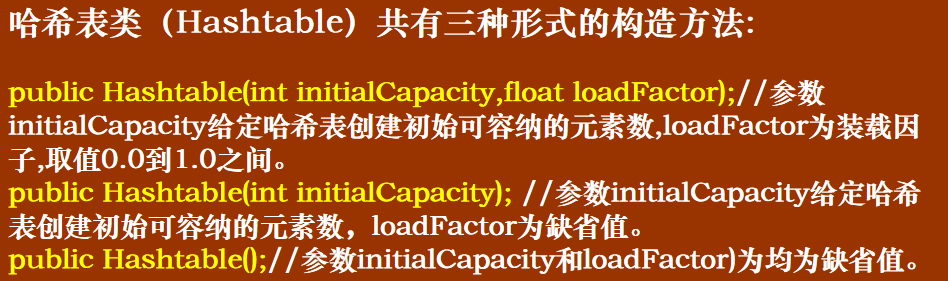 哈希表类（Hashtable）共有三种形式的构造方法:
public Hashtable(int initialCapacity,float loadFactor);//参数
initialCapacity给定哈希表创建初始可容纳的元素数,loadFactor为装载因
子,取值0.0到1.0之间。
public Hashtable(int initialCapacity); //参数initialCapacity给定哈希
表创建初始可容纳的元素数，loadFactor为缺省值。
public Hashtable();//参数initialCapacity和loadFactor)为均为缺省值。